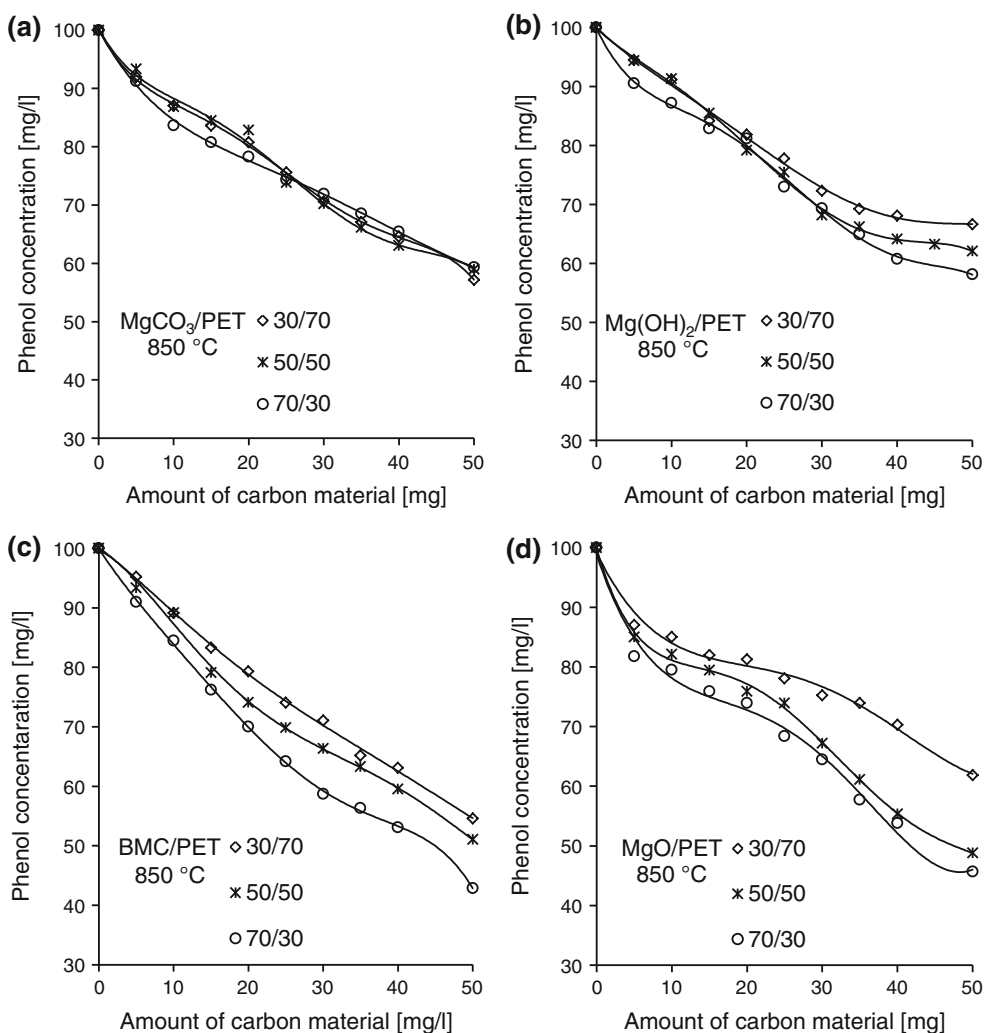 (a)
100
90
80
70
60
50
40
30
Phenol concentration [mg/l]
MgCO₃/PET
850 °C
30/70
50/50
70/30
0 10 20 30 40 50
Amount of carbon material [mg]
(b)
100
90
80
70
60
50
40
30
Phenol concentration [mg/l]
Mg(OH)₂/PET
850 °C
30/70
50/50
70/30
0 10 20 30 40 50
Amount of carbon material [mg]
(c)
100
90
80
70
60
50
40
30
Phenol concentaration [mg/l]
BMC/PET
850 °C
30/70
50/50
70/30
0 10 20 30 40 50
Amount of carbon material [mg/l]
(d)
100
90
80
70
60
50
40
30
Phenol concentration [mg/l]
MgO/PET
850 °C
30/70
50/50
70/30
0 10 20 30 40 50
Amount of carbon material [mg]